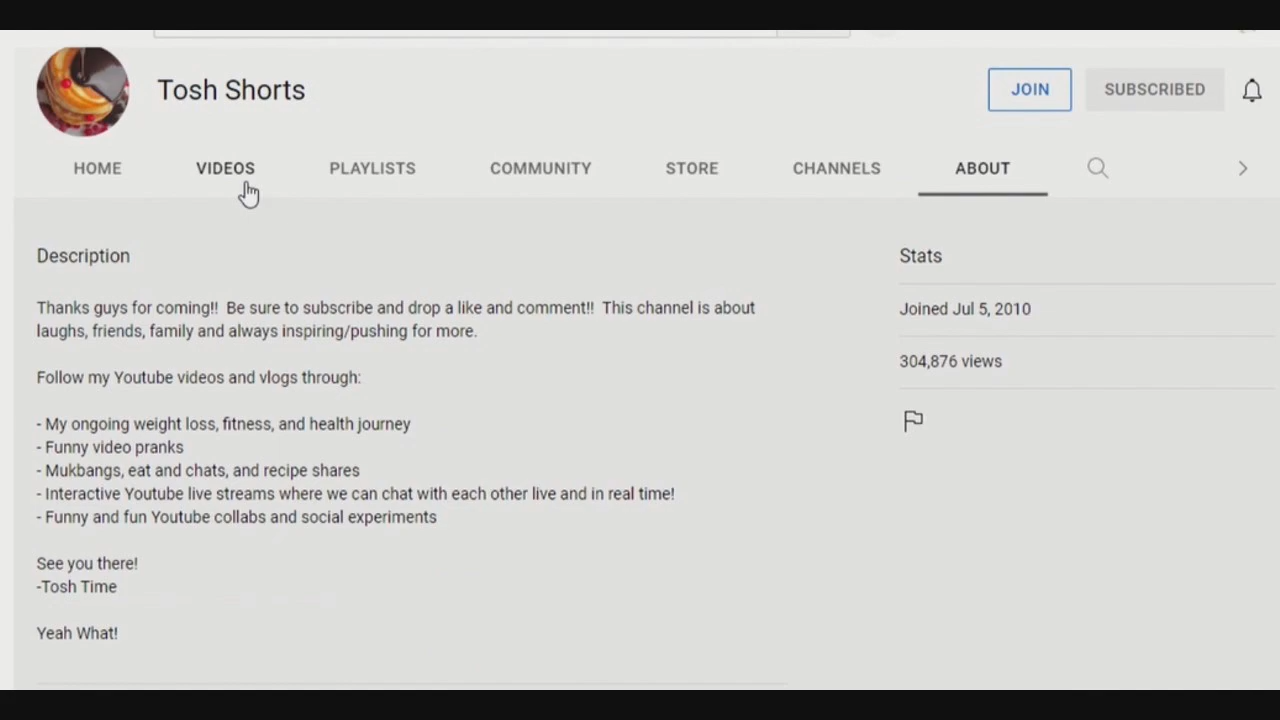 Tosh Shorts
JOIN
SUBSCRIBED
HOME
VIDEOS
PLAYLISTS
COMMUNITY
STORE
CHANNELS
ABOUT
Description
Thanks guys for coming!! Be sure to subscribe and drop a like and comment!! This channel is about
laughs, friends, family and always inspiring/pushing for more.
Follow my Youtube videos and vlogs through:
- My ongoing weight loss, fitness, and health journey
- Funny video pranks
- Mukbangs, eat and chats, and recipe shares
- Interactive Youtube live streams where we can chat with each other live and in real time!
- Funny and fun Youtube collabs and social experiments
See you there!
-Tosh Time
Yeah What!
Stats
Joined Jul 5, 2010
304,876 views